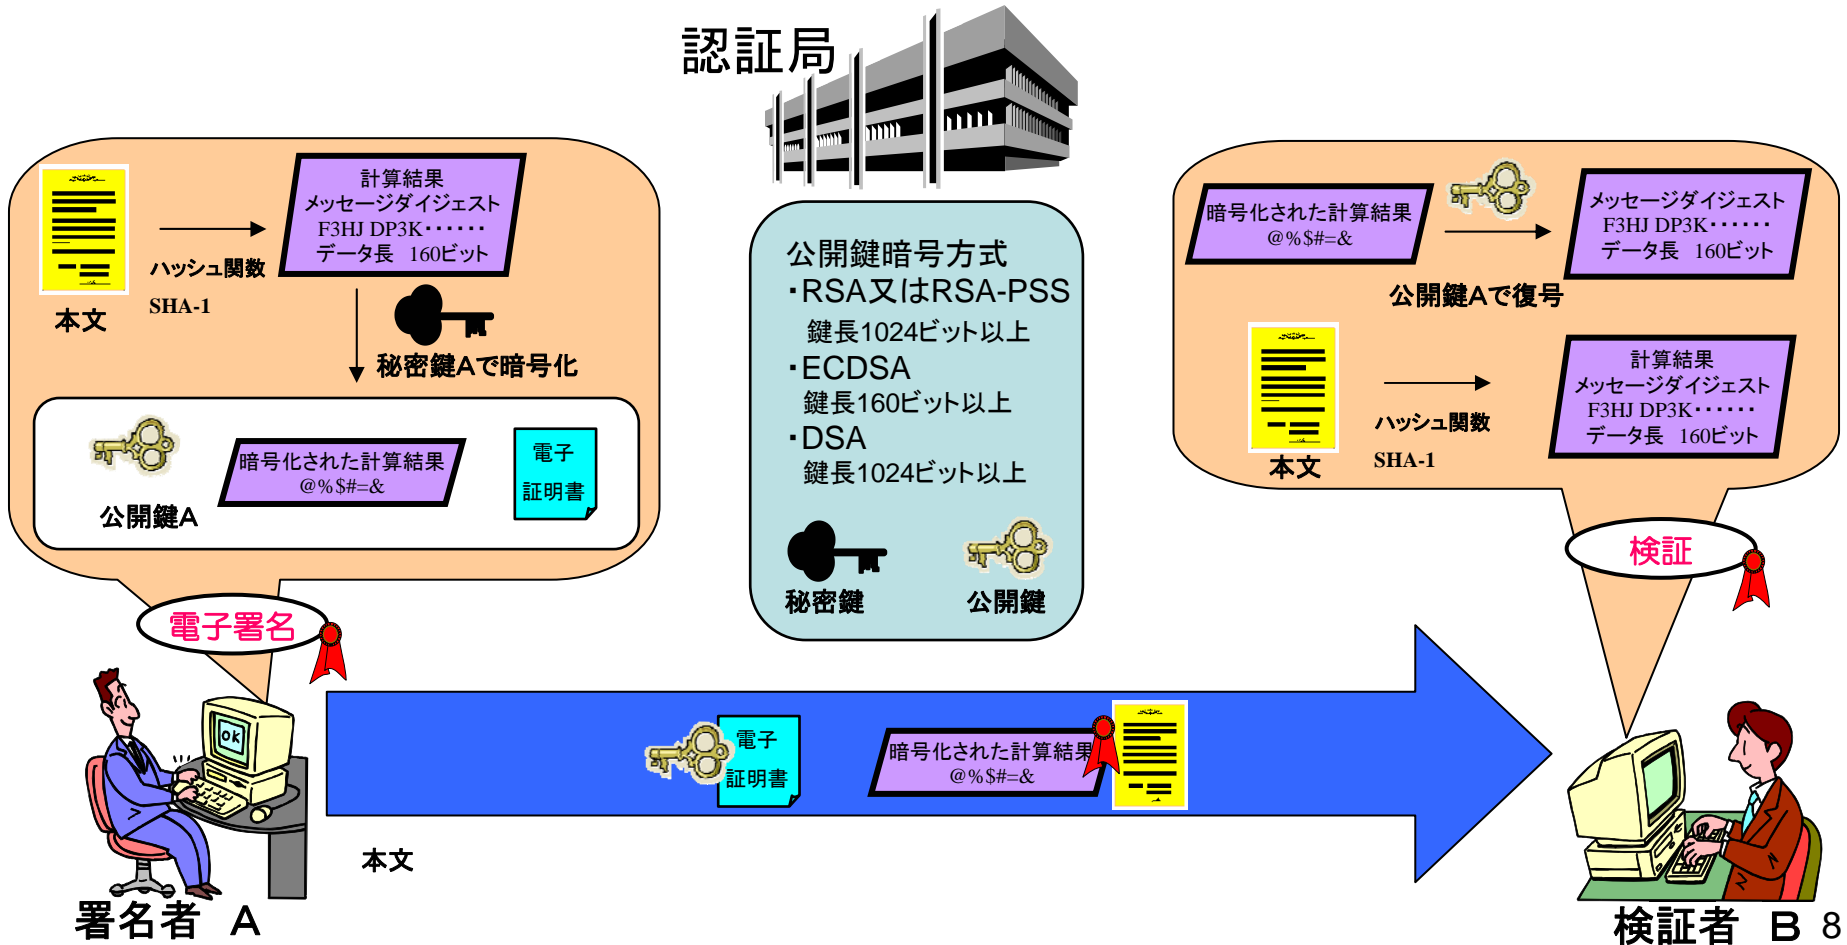 認証局
計算結果
メッセージダイジェスト
F3HJ DP3K・・・・・・
データ長 160ビット
ハッシュ関数
SHA-1
本文
秘密鍵Aで暗号化
公開鍵A
暗号化された計算結果
@%$#=&
電子
証明書
電子署名
公開鍵暗号方式
・RSA又はRSA-PSS
鍵長1024ビット以上
・ECDSA
鍵長160ビット以上
・DSA
鍵長1024ビット以上
秘密鍵
公開鍵
暗号化された計算結果
@%$#=&
メッセージダイジェスト
F3HJ DP3K・・・・・・
データ長 160ビット
公開鍵Aで復号
本文
ハッシュ関数
SHA-1
計算結果
メッセージダイジェスト
F3HJ DP3K・・・・・・
データ長 160ビット
検証
OK
電子
証明書
暗号化された計算結果
@%$#=&
本文
署名者 A
検証者 B
8